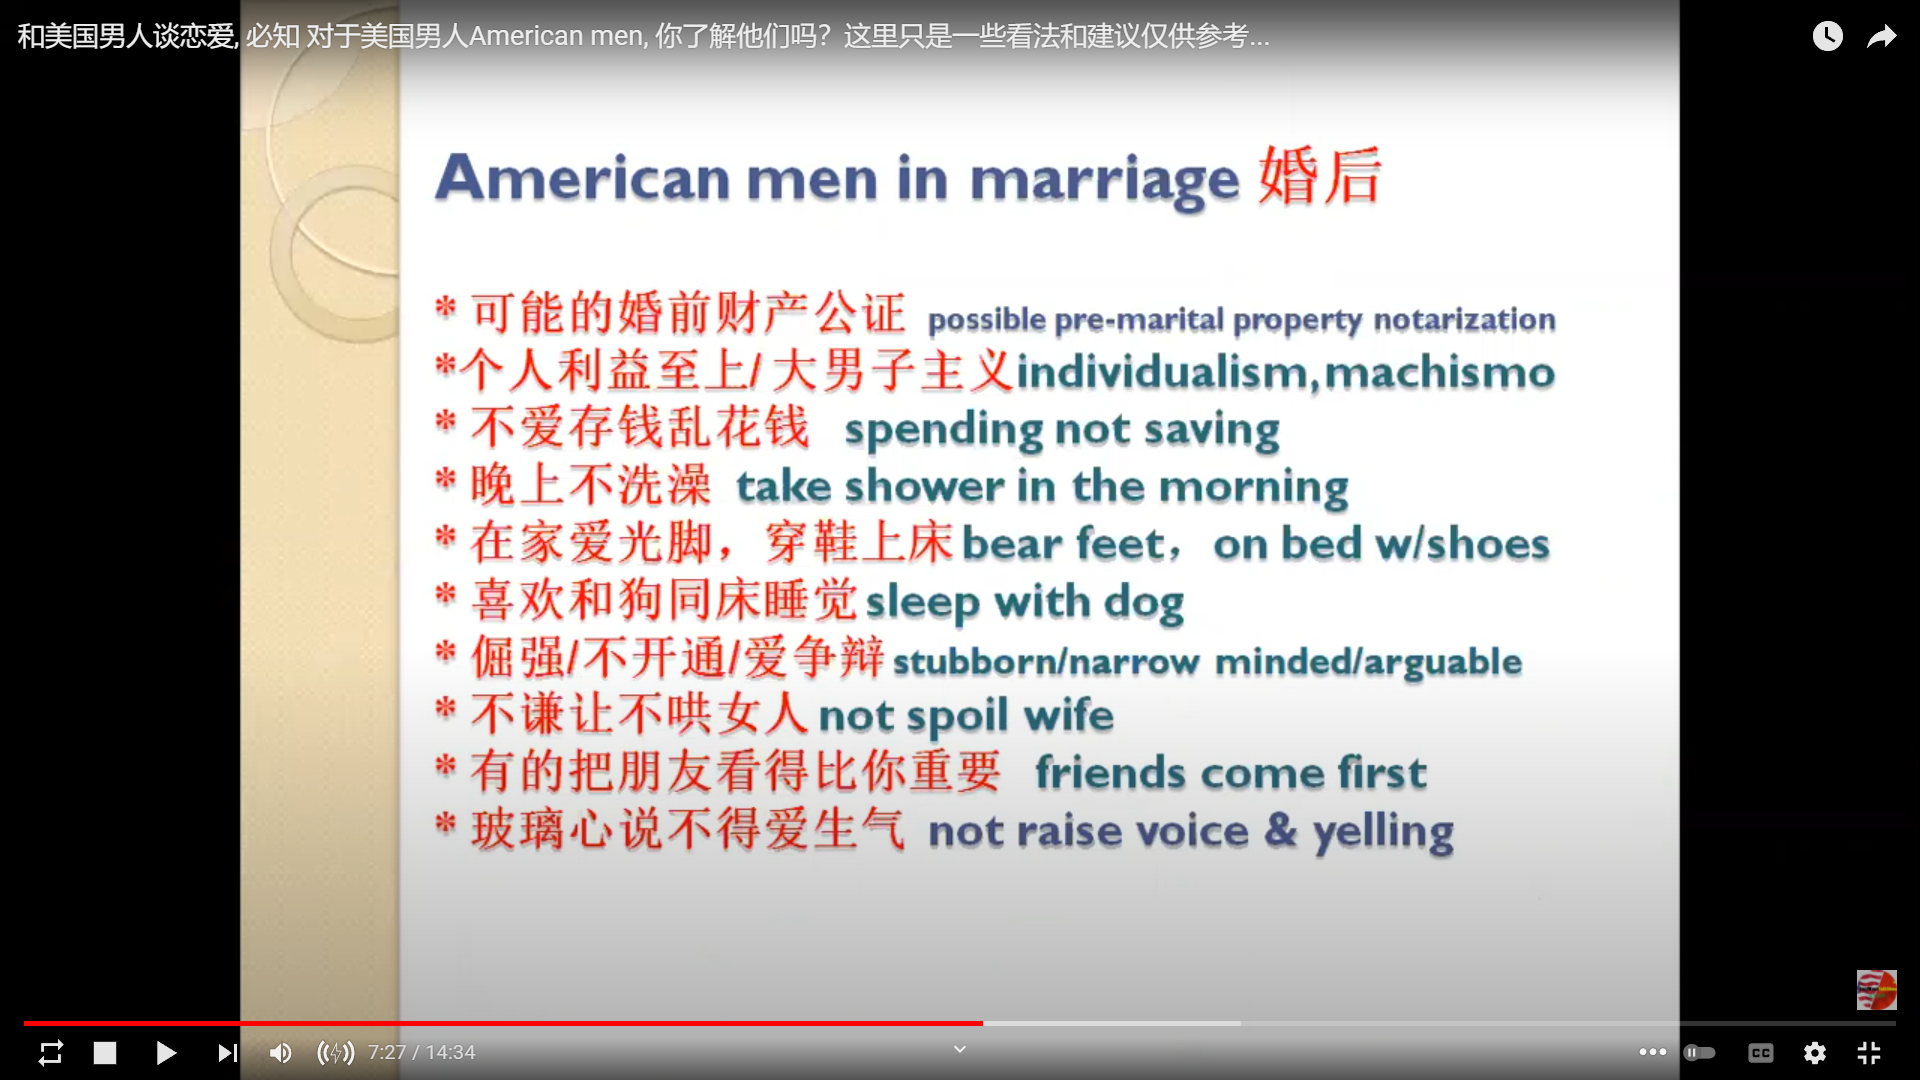 和美国男人谈恋爱, 必知 对于美国男人American men, 你了解他们吗？这里只是一些看法和建议仅供参考...
American men in marriage 婚后
* 可能的婚前财产公证 possible pre-marital property notarization
*个人利益至上/ 大男子主义individualism,machismo
* 不爱存钱乱花钱 spending not saving
* 晚上不洗澡 take shower in the morning
* 在家爱光脚，穿鞋上床 bear feet，on bed w/shoes
* 喜欢和狗同床睡觉 sleep with dog
* 倔强/不开通/爱争辩 stubborn/narrow minded/arguable
* 不谦让不哄女人 not spoil wife
* 有的把朋友看得比你重要 friends come first
* 玻璃心说不得爱生气 not raise voice & yelling
7:27 / 14:34
CC